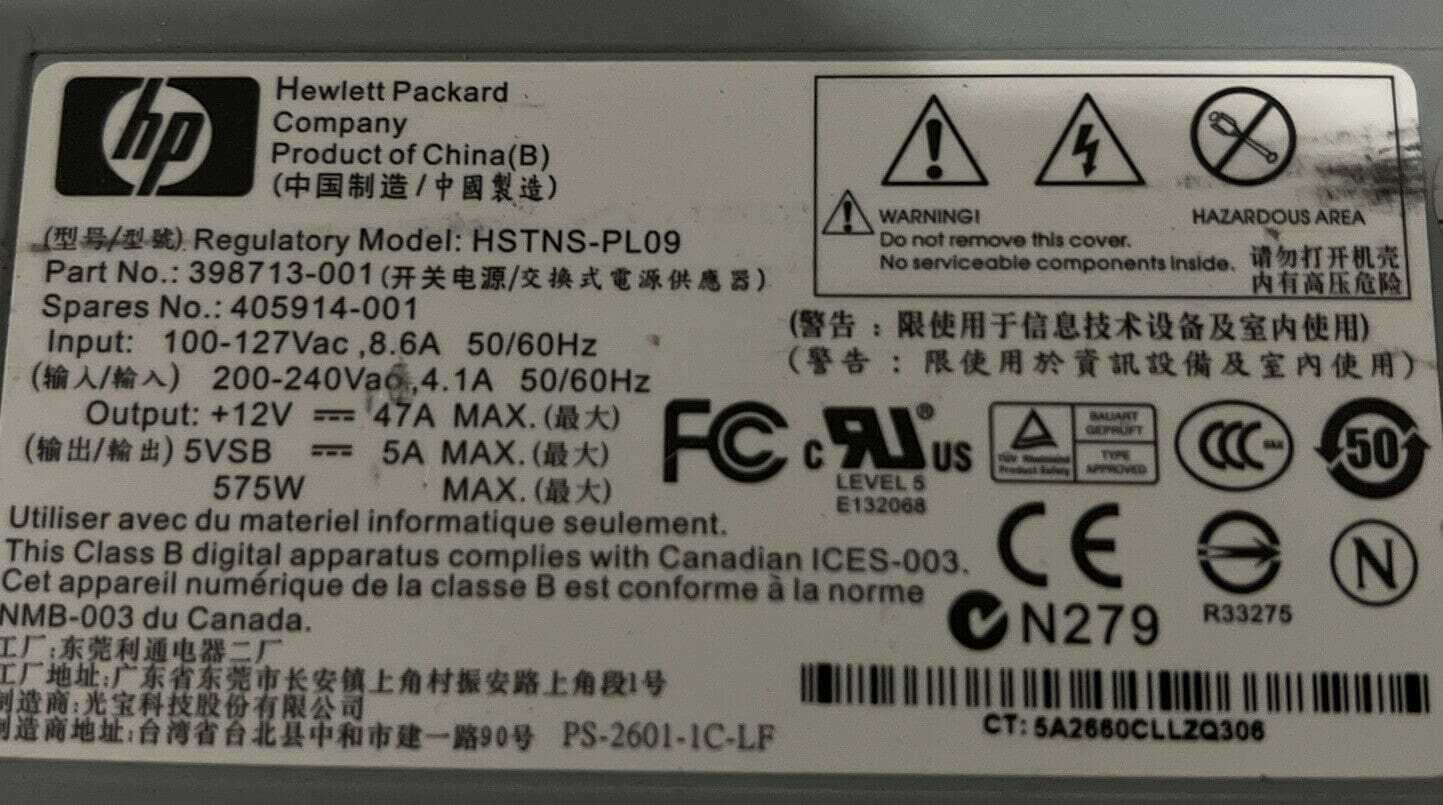 hp
Hewlett Packard
Company
Product of China(B)
(中国制造/中國製造)
(型号/型號) Regulatory Model: HSTNS-PL09
Part No.: 398713-001(开关电源/交換式電源供應器)
Spares No.: 405914-001
Input: 100-127Vac ,8.6A 50/60Hz
(输入/輸入) 200-240Vac ,4.1A 50/60Hz
Output: +12V 47A MAX.(最大)
(输出/輸出) 5VSB 5A MAX.(最大)
575W MAX.(最大)
Utiliser avec du materiel informatique seulement.
This Class B digital apparatus complies with Canadian ICES-003.
Cet appareil numérique de la classe B est conforme à la norme
NMB-003 du Canada.
工厂:东莞利通电器二厂
工厂地址:广东省东莞市长安镇上角村振安路上角段1号
制造商:光宝科技股份有限公司
制造商地址:台湾省台北县中和市建一路90号 PS-2601-1C-LF
WARNING!
Do not remove this cover.
No serviceable components inside.
HAZARDOUS AREA
请勿打开机壳
内有高压危险
(警告：限使用于信息技术设备及室内使用)
(警告：限使用於資訊設備及室內使用)
FC
c RU ® US
LEVEL 5
E132068
TÜV Rheinland
Product Safety
BAUART
GEPRÜFT
TYPE
APPROVED
CCC S&E
50
CE
R33275
N
N279
CT: 5A2660CLLZQ306